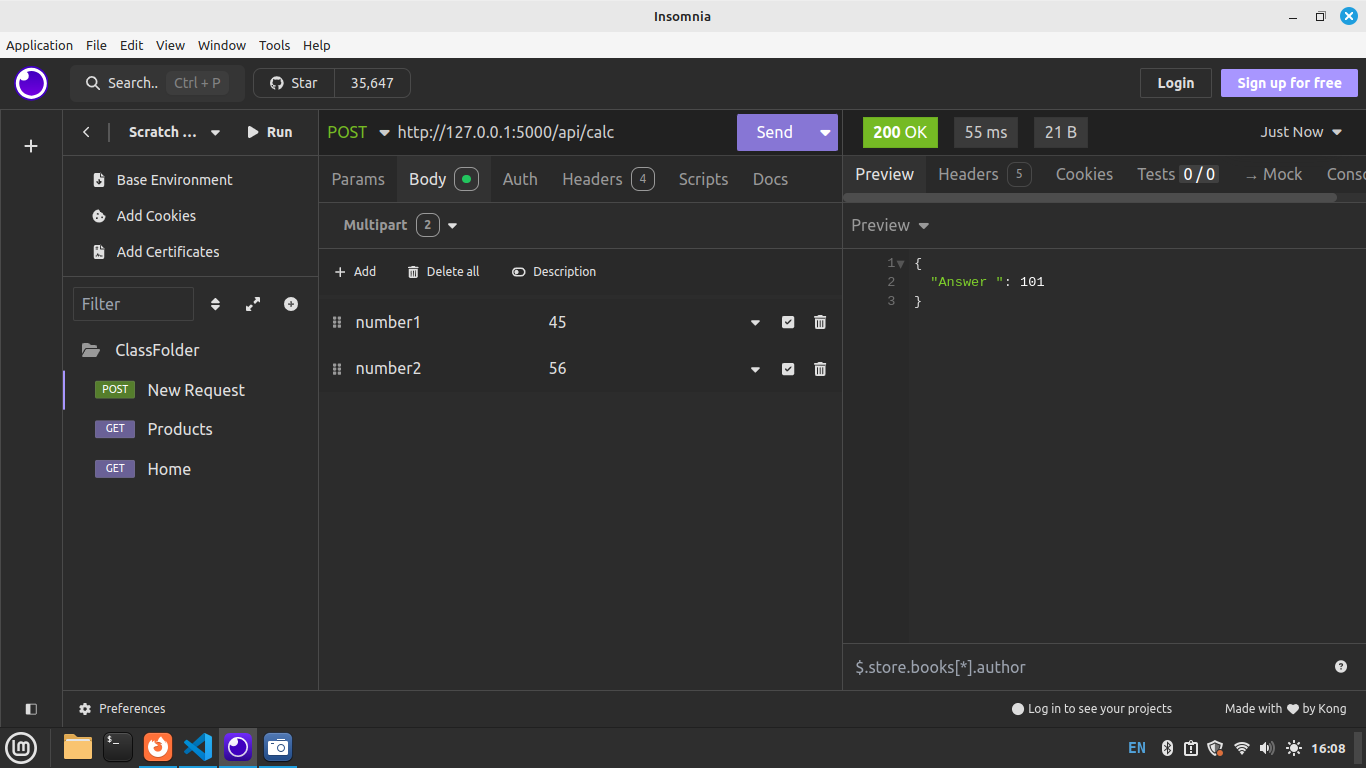 Insomnia
Application File Edit View Window Tools Help
Search.. Ctrl + P Star 35,647 Login Sign up for free
Scratch ... Run
POST http://127.0.0.1:5000/api/calc Send
200 OK 55 ms 21 B Just Now
Base Environment
Add Cookies
Add Certificates
Filter
ClassFolder
POST New Request
GET Products
GET Home
Params Body Auth Headers 4 Scripts Docs
Multipart 2
Add Delete all Description
number1 45
number2 56
Preview Headers 5 Cookies Tests 0 / 0 → Mock Conso
Preview
1 {
2 "Answer ": 101
3 }
$.store.books[*].author
Preferences Log in to see your projects Made with ❤ by Kong
EN 16:08